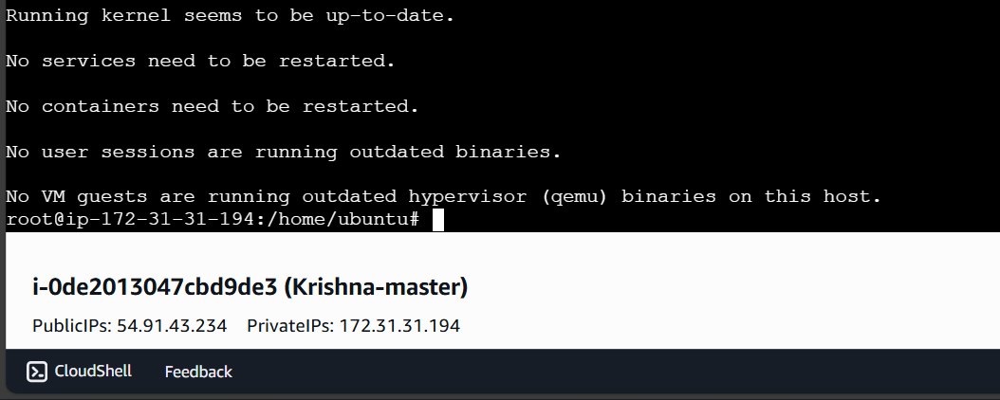 Running kernel seems to be up-to-date.
No services need to be restarted.
No containers need to be restarted.
No user sessions are running outdated binaries.
No VM guests are running outdated hypervisor (qemu) binaries on this host.
root@ip-172-31-31-194:/home/ubuntu#
i-0de2013047cbd9de3 (Krishna-master)
PublicIPs: 54.91.43.234 PrivateIPs: 172.31.31.194
CloudShell Feedback